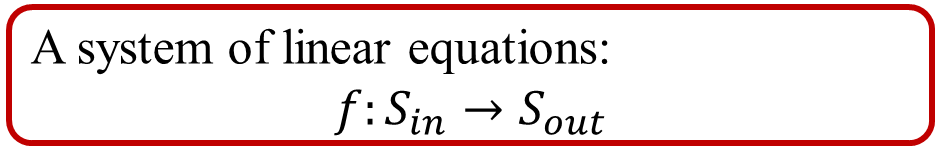 A system of linear equations:
f: S_in → S_out